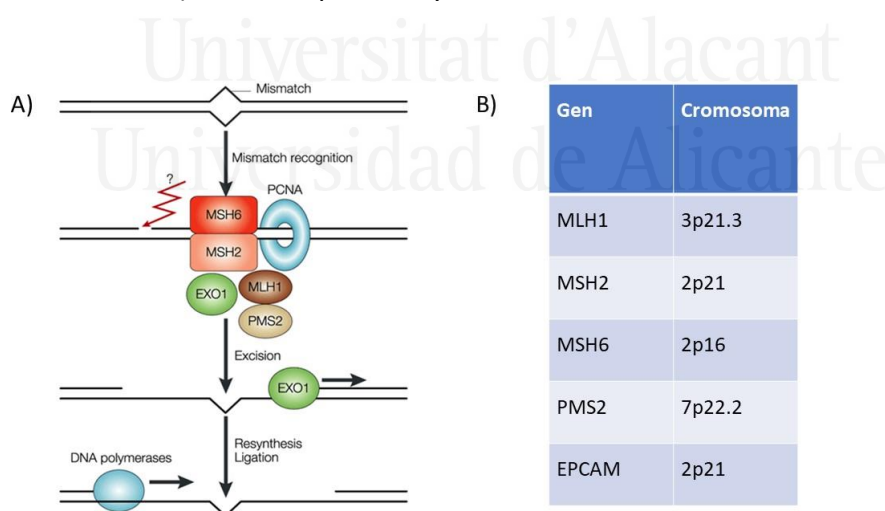 Universitat d'Alacant
Universidad de Alicante
A)
Mismatch
Mismatch recognition
?
PCNA
MSH6
MSH2
EXO1
MLH1
PMS2
Excision
EXO1
Resynthesis
Ligation
DNA polymerases
B)
Gen Cromosoma
MLH1 3p21.3
MSH2 2p21
MSH6 2p16
PMS2 7p22.2
EPCAM 2p21